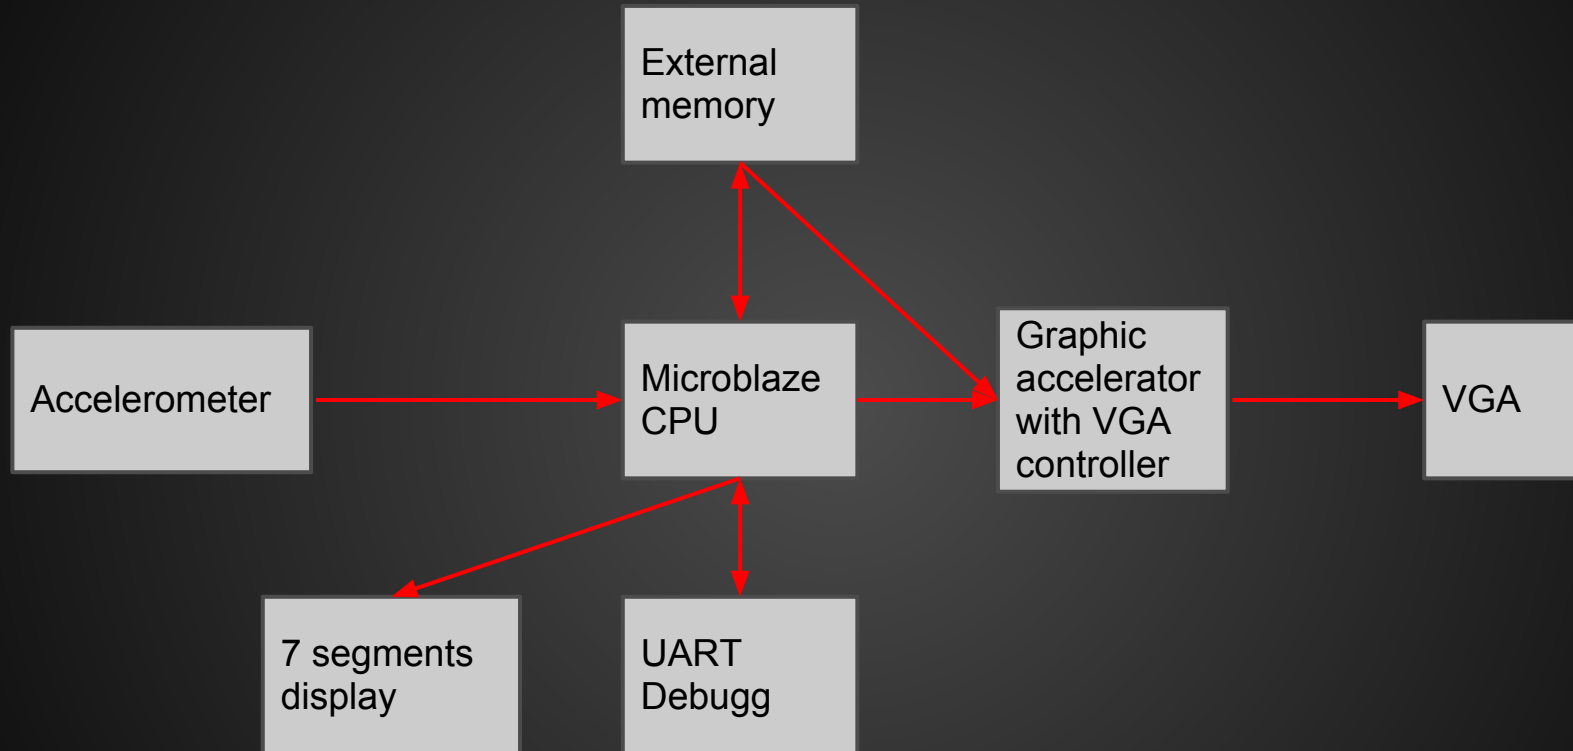 External
memory
Accelerometer
Microblaze
CPU
Graphic
accelerator
with VGA
controller
VGA
7 segments
display
UART
Debugg